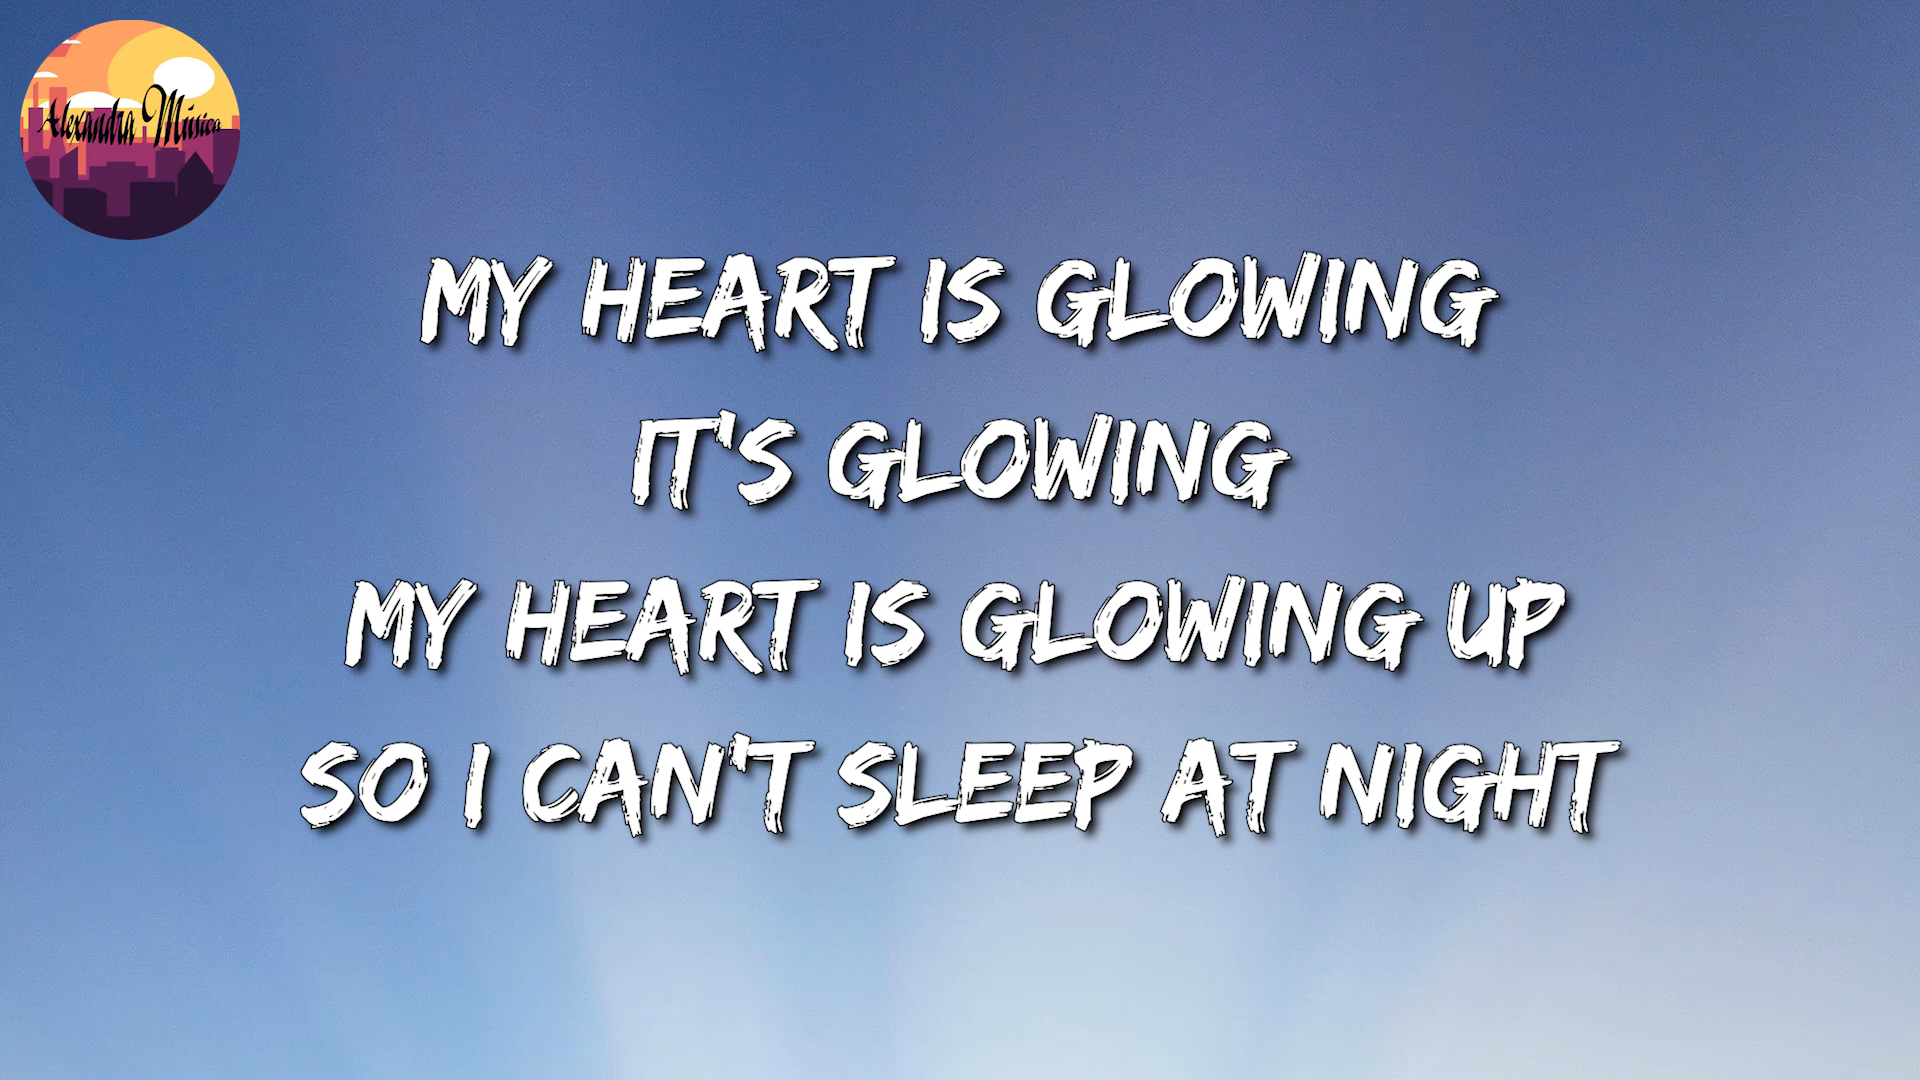 Alexandra Música
MY HEART IS GLOWING
IT'S GLOWING
MY HEART IS GLOWING UP
SO I CAN'T SLEEP AT NIGHT